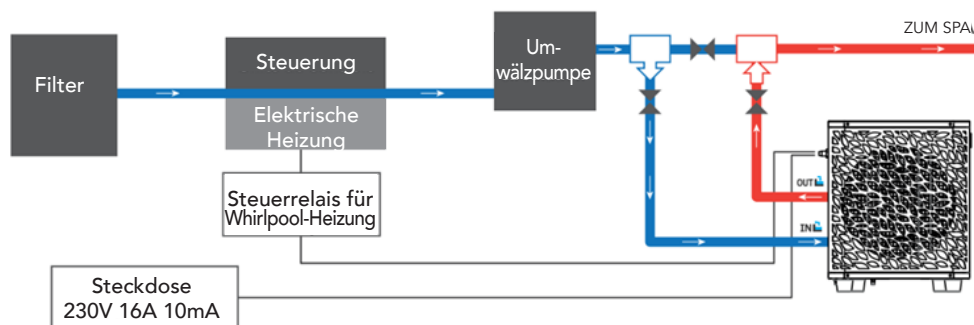 ZUM SPA
Filter
Steuerung
Elektrische
Heizung
Um-
wälzpumpe
OUT
IN
Steuerrelais für
Whirlpool-Heizung
Steckdose
230V 16A 10mA